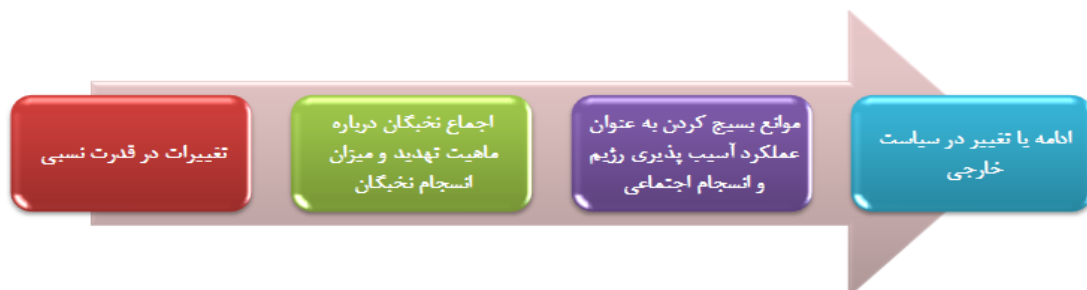 تغییرات در قدرت نسبی
اجماع نخبگان درباره
ماهیت تهدید و میزان
انسجام نخبگان
موانع بسیج کردن به عنوان
عملکرد آسیب پذیری رژیم
و انسجام اجتماعی
ادامه یا تغییر در سیاست
خارجی